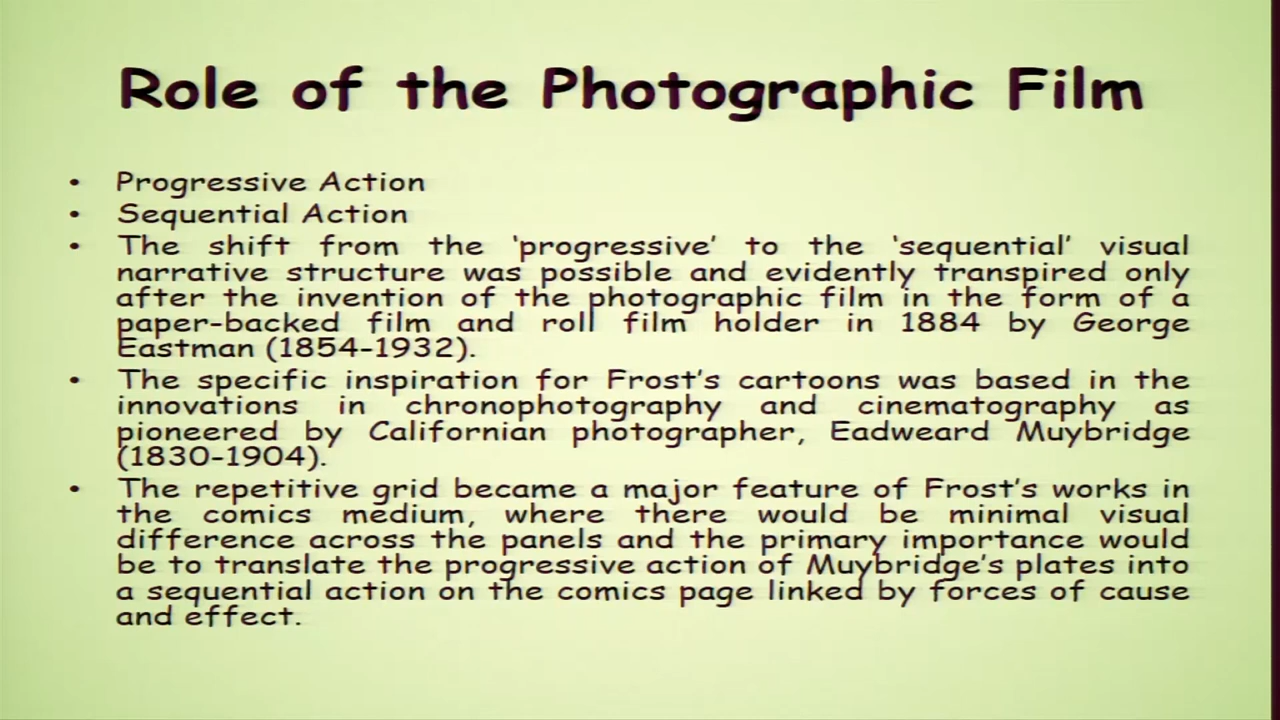 Role of the Photographic Film
• Progressive Action
• Sequential Action
• The shift from the ‘progressive’ to the ‘sequential’ visual
narrative structure was possible and evidently transpired only
after the invention of the photographic film in the form of a
paper-backed film and roll film holder in 1884 by George
Eastman (1854-1932).
• The specific inspiration for Frost’s cartoons was based in the
innovations in chronophotography and cinematography as
pioneered by Californian photographer, Eadweard Muybridge
(1830-1904).
• The repetitive grid became a major feature of Frost’s works in
the comics medium, where there would be minimal visual
difference across the panels and the primary importance would
be to translate the progressive action of Muybridge’s plates into
a sequential action on the comics page linked by forces of cause
and effect.